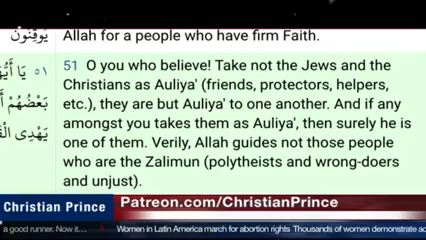 يُوقِنُونَ
Allah for a people who have firm Faith.
٥١ يَا أَيُّهَا
51 O you who believe! Take not the Jews and the
Christians as Auliya' (friends, protectors, helpers,
بَعْضُهُمْ
etc.), they are but Auliya' to one another. And if any
amongst you takes them as Auliya', then surely he is
يَهْدِي
one of them. Verily, Allah guides not those people
who are the Zalimun (polytheists and wrong-doers
and unjust).
Christian Prince
Patreon.com/ChristianPrince
a good runner. Now it…
Women in Latin America march for abortion rights Thousands of women demonstrate ac